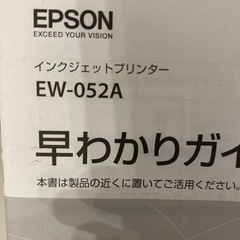 EPSON
EXCEED YOUR VISION
インクジェットプリンター
EW-052A
早わかりガイ
本書は製品の近くに置いてご活用ください。